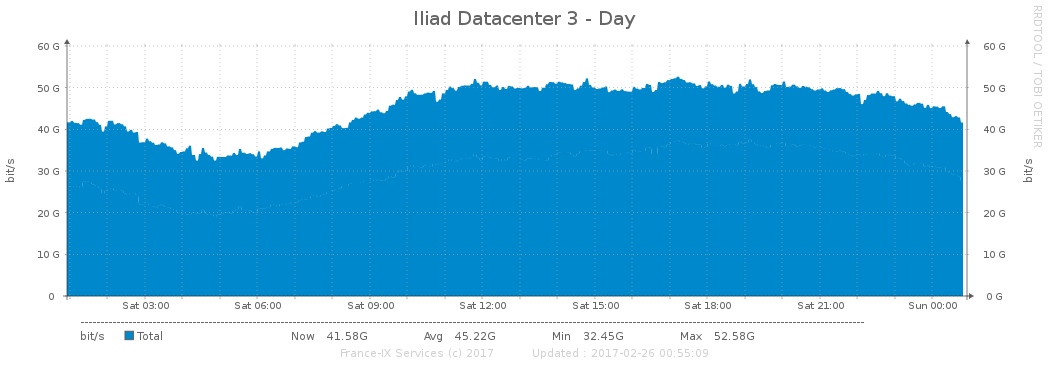 Iliad Datacenter 3 - Day
RRDTOOL / TOBI OETIKER
60 G 60 G
50 G 50 G
40 G 40 G
30 G 30 G
20 G 20 G
10 G 10 G
0 0 G
bit/s bit/s
Sat 03:00 Sat 06:00 Sat 09:00 Sat 12:00 Sat 15:00 Sat 18:00 Sat 21:00 Sun 00:00
bit/s Total Now 41.58G Avg 45.22G Min 32.45G Max 52.58G
France-IX Services (c) 2017 Updated : 2017-02-26 00:55:09